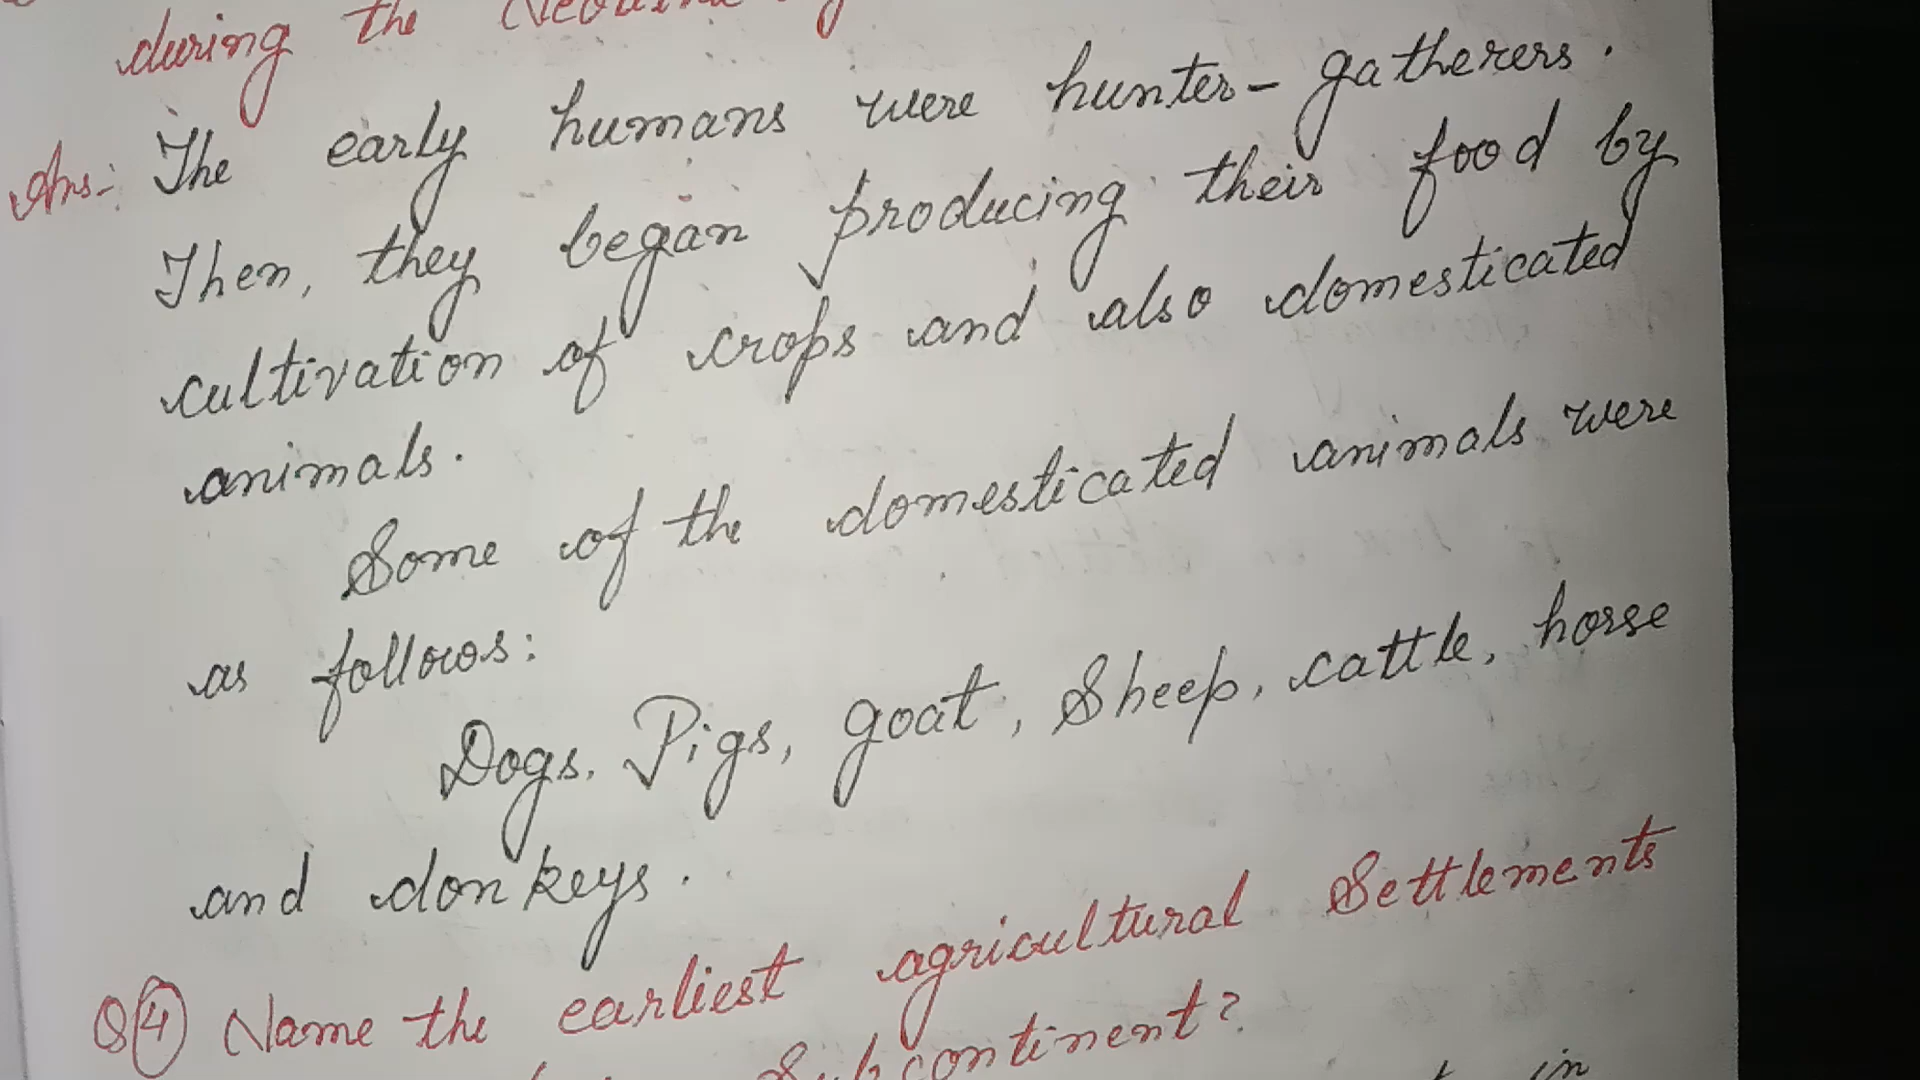 during the
Ans:- The early humans were hunter-gatherers.
Then, they began producing their food by
cultivation of crops and also domesticated
animals.
Some of the domesticated animals were
as follows:
Dogs, Pigs, goat, Sheep, cattle, horse
and donkeys.
Q4 Name the earliest agricultural Settlements
Subcontinent?
in